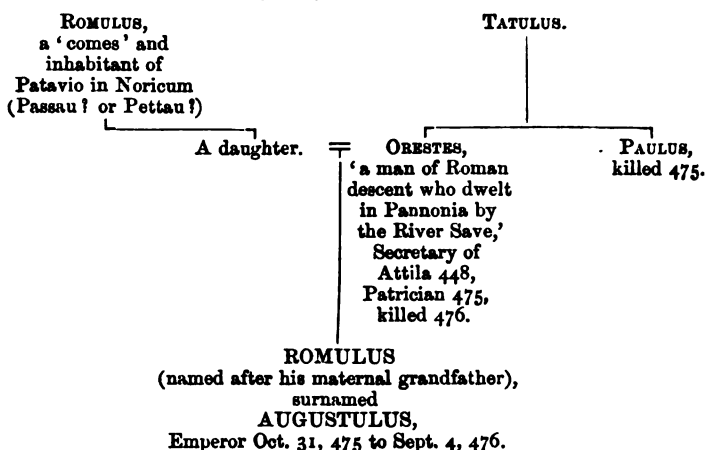 ROMULUS,
a ‘comes’ and
inhabitant of
Patavio in Noricum
(Passau? or Pettau?)
TATULUS.
A daughter.
=
ORESTES,
‘a man of Roman
descent who dwelt
in Pannonia by
the River Save,’
Secretary of
Attila 448,
Patrician 475,
killed 476.
PAULUS,
killed 475.
ROMULUS
(named after his maternal grandfather),
surnamed
AUGUSTULUS,
Emperor Oct. 31, 475 to Sept. 4, 476.